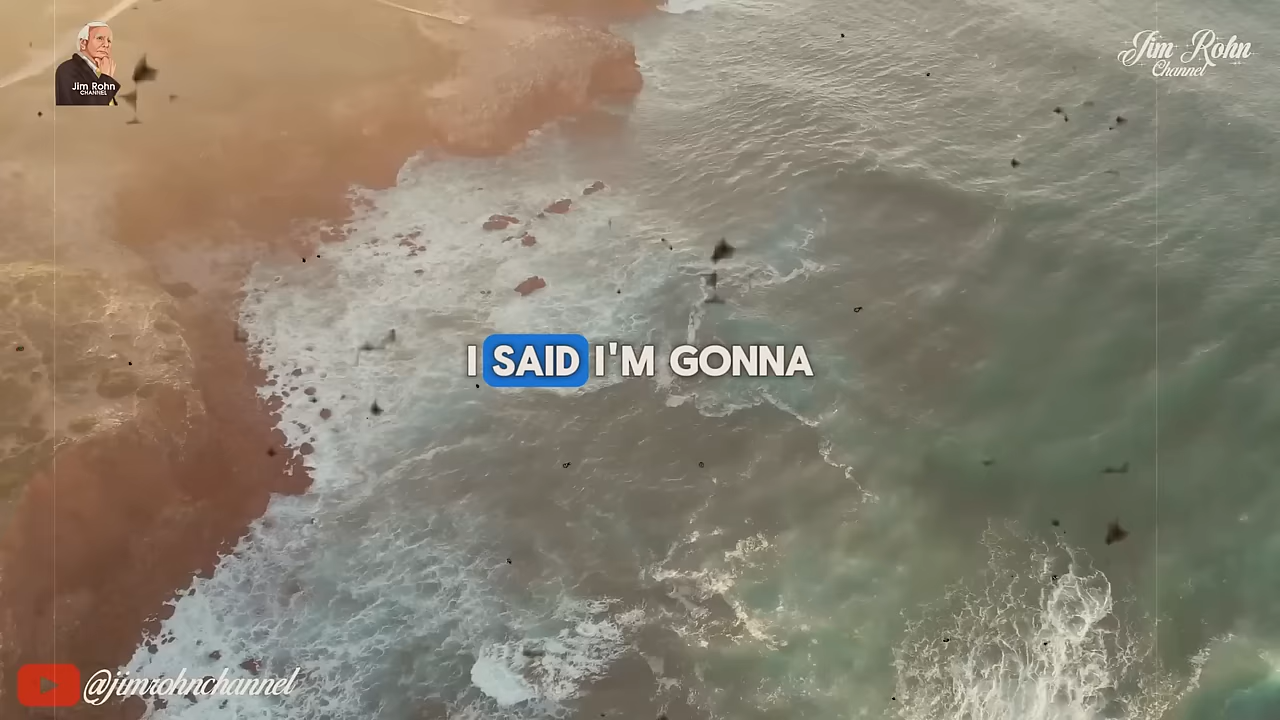 Jim Rohn
CHANNEL
Jim Rohn
Channel
I SAID I'M GONNA
@jimrohnchannel